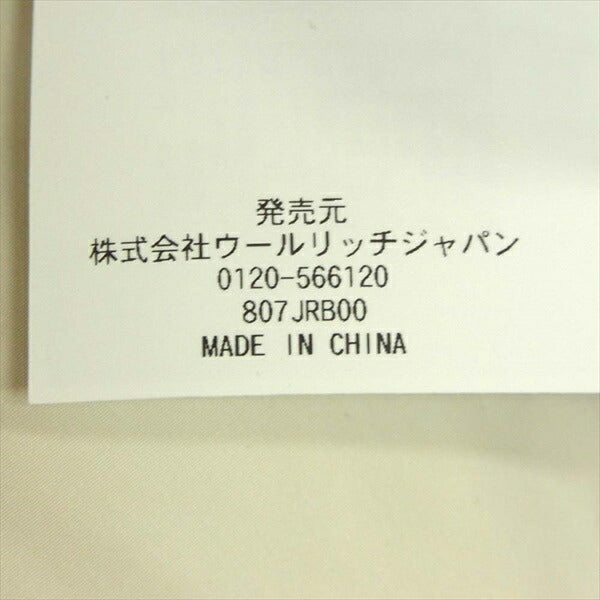 発売元
株式会社ウールリッチジャパン
0120-566120
807JRB00
MADE IN CHINA